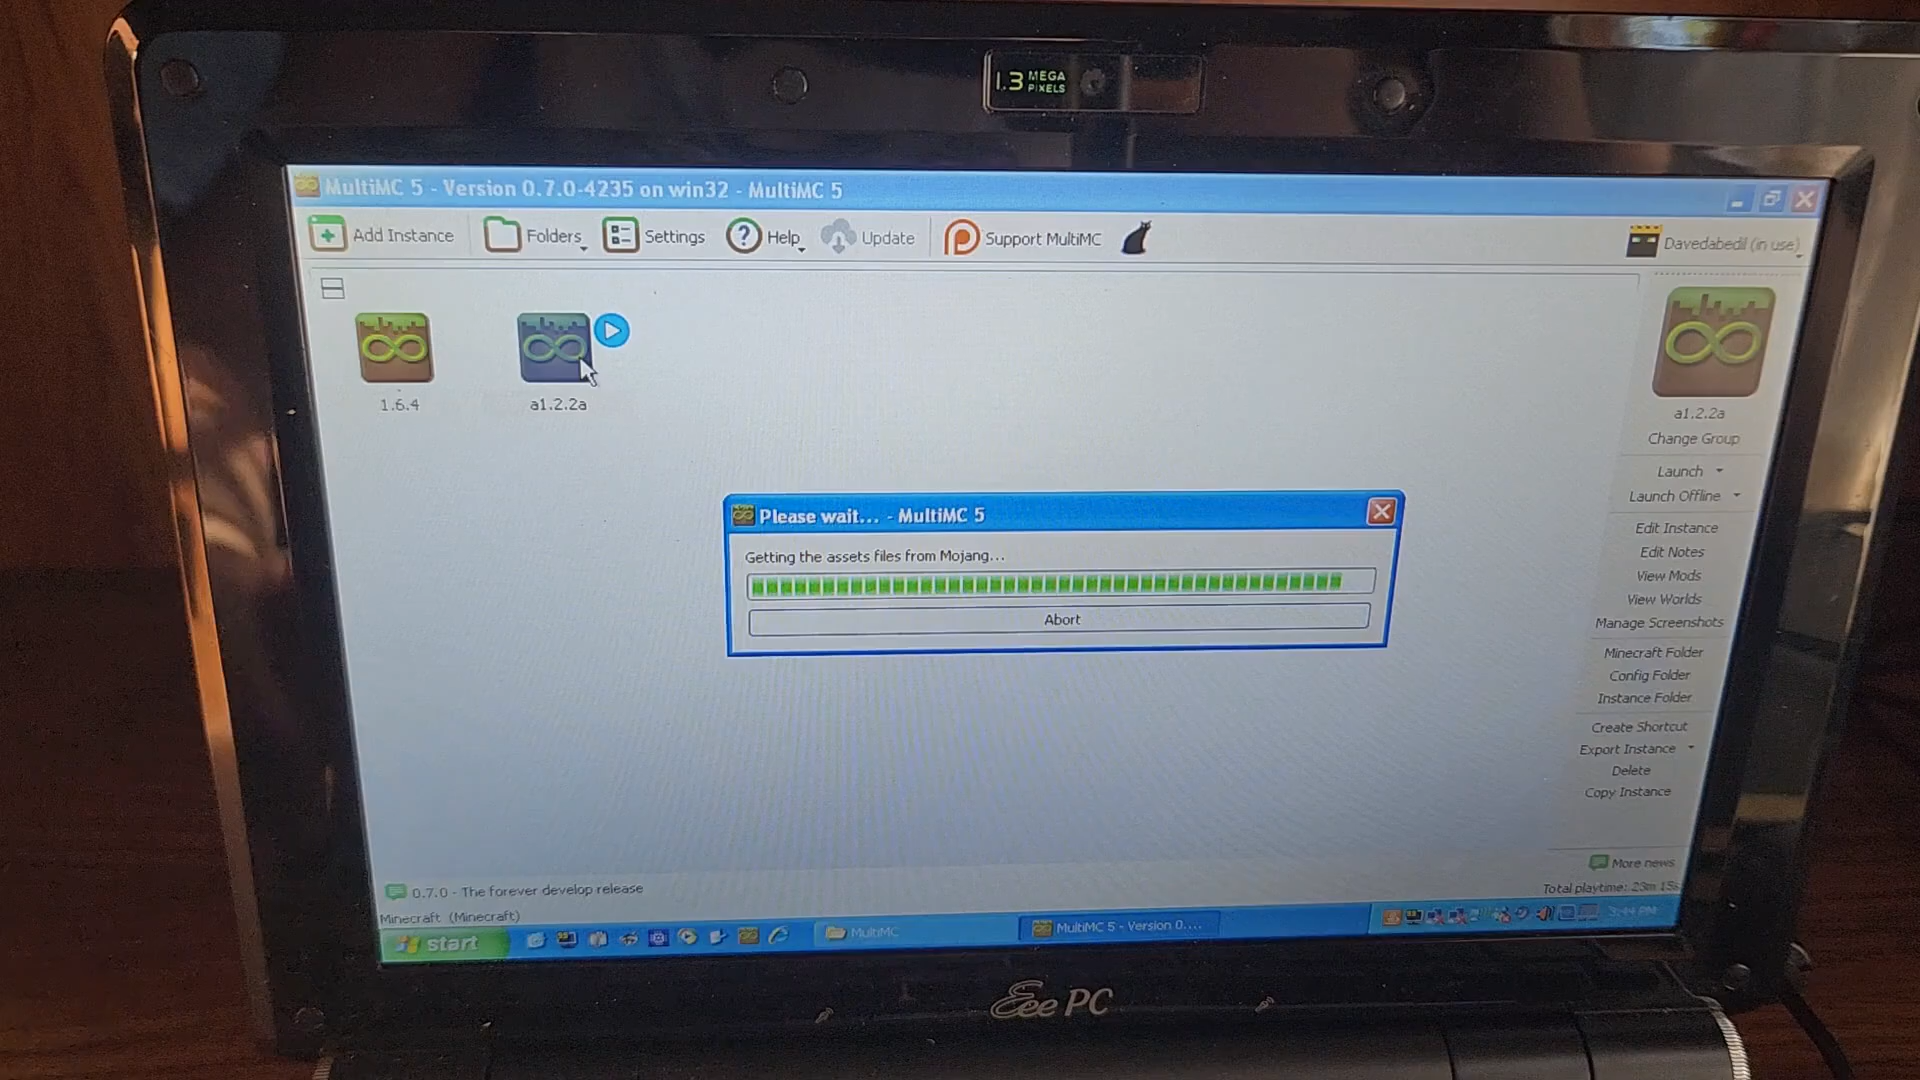 1.3 MEGA PIXELS
MultiMC 5 - Version 0.7.0-4235 on win32 - MultiMC 5
Add Instance Folders Settings Help Update Support MultiMC Davedabedil (in use)
1.6.4
a1.2.2a
a1.2.2a
Change Group
Launch
Launch Offline
Edit Instance
Edit Notes
View Mods
View Worlds
Manage Screenshots
Minecraft Folder
Config Folder
Instance Folder
Create Shortcut
Export Instance
Delete
Copy Instance
Please wait... - MultiMC 5
Getting the assets files from Mojang...
Abort
0.7.0 - The forever develop release
More news
Minecraft (Minecraft)
Total playtime: 23m 15s
start
MultiMC
MultiMC 5 - Version 0....
3:44 PM
Eee PC